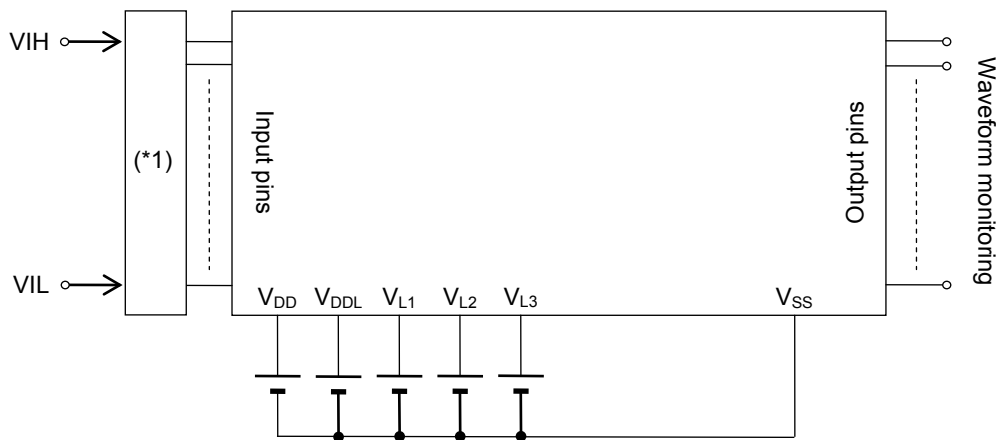 VIH
(*1)
VIL
Input pins
Output pins
Waveform monitoring
VDD VDDL VL1 VL2 VL3 VSS